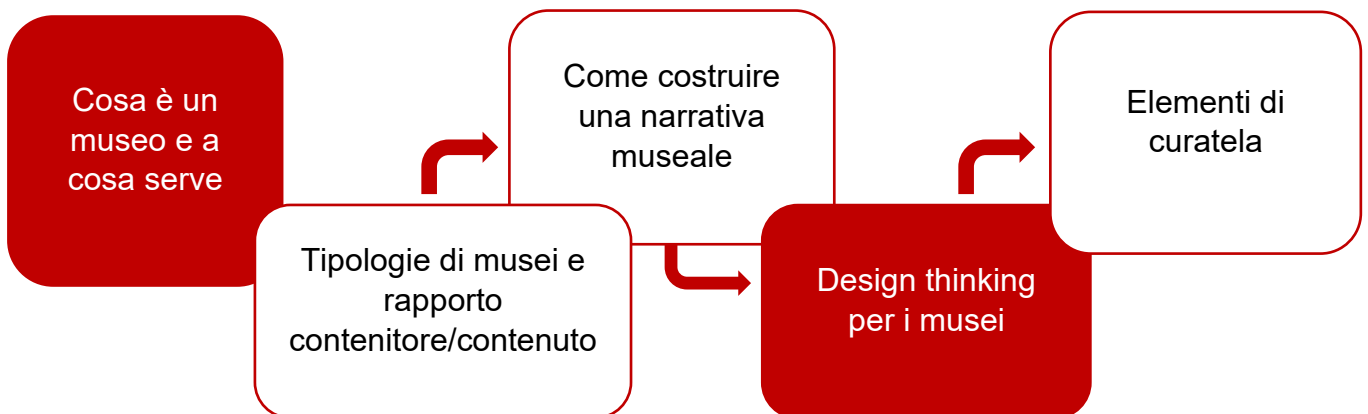 Cosa è un
museo e a
cosa serve
Tipologie di musei e
rapporto
contenitore/contenuto
Come costruire
una narrativa
museale
Design thinking
per i musei
Elementi di
curatela